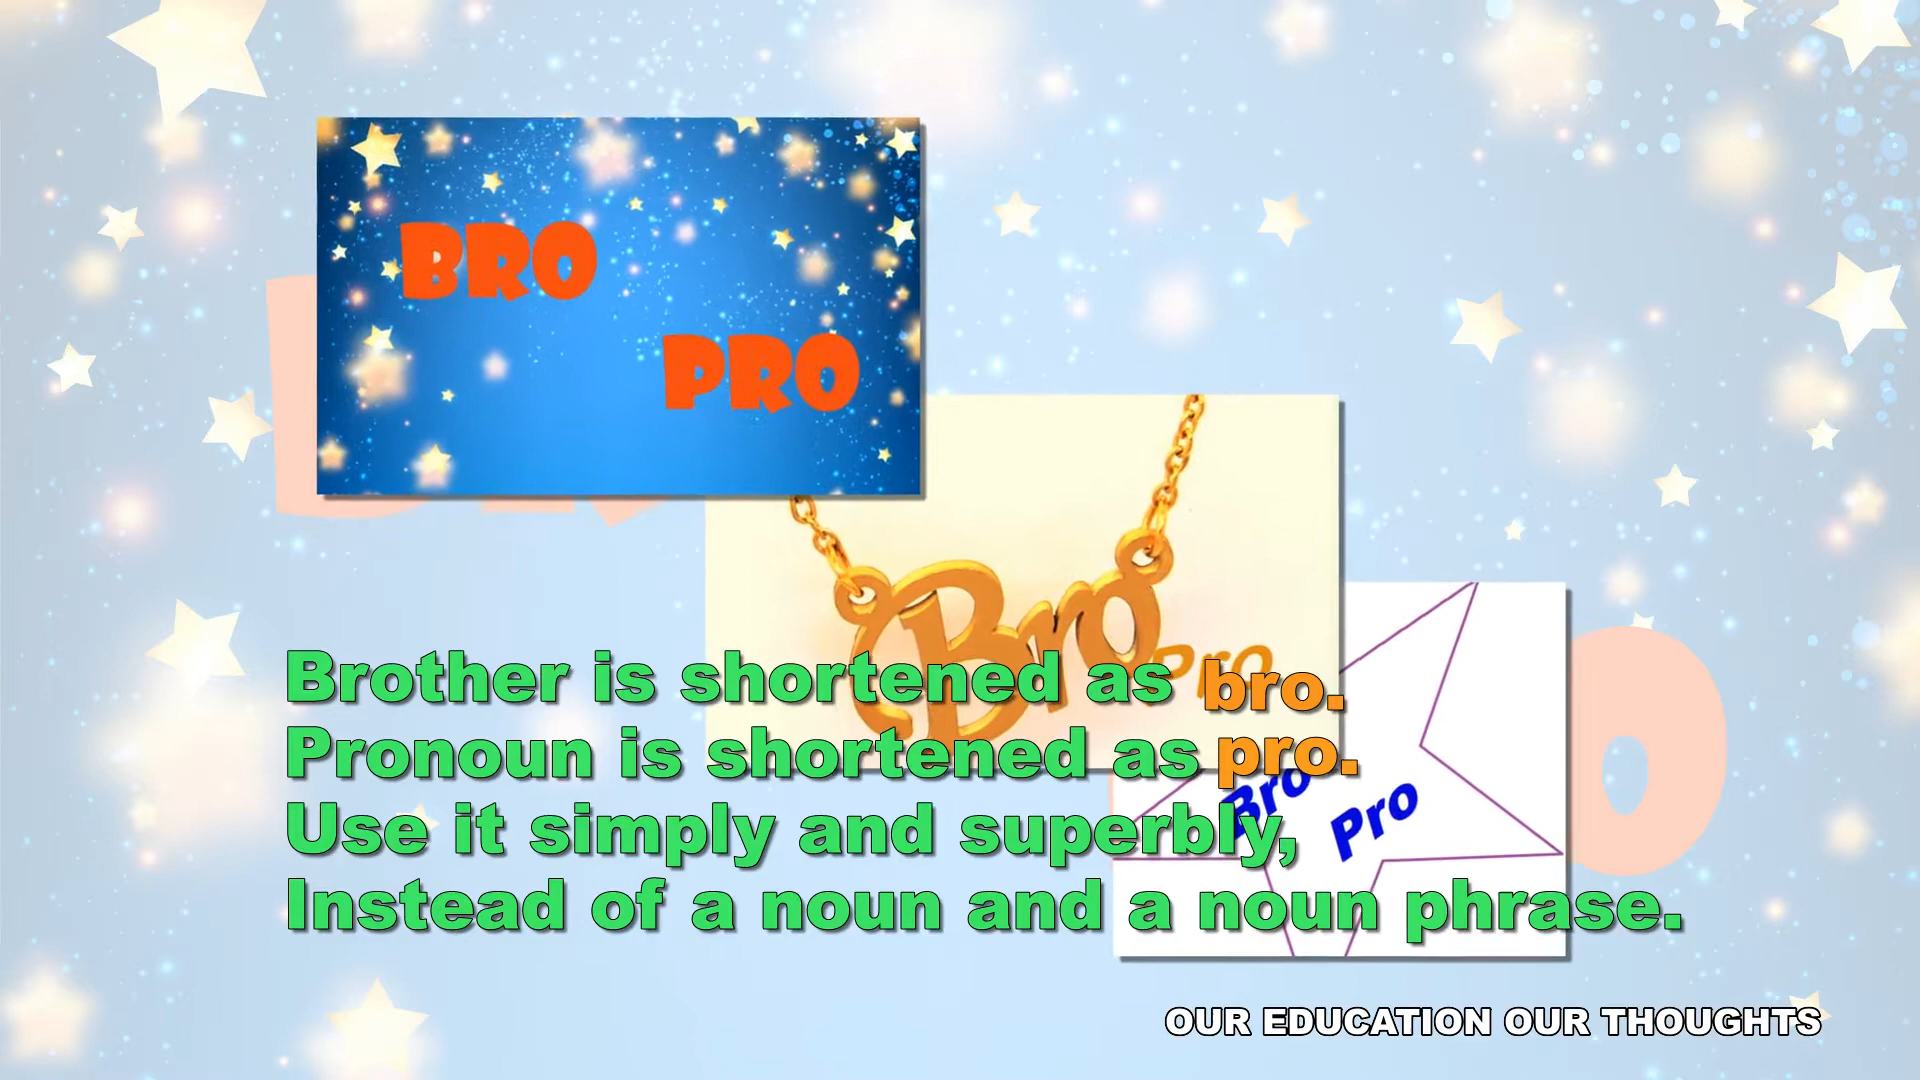 BRO
PRO
Bro
Pro
Brother is shortened as bro.
Pronoun is shortened as pro.
Bro
Pro
Use it simply and superbly,
Instead of a noun and a noun phrase.
OUR EDUCATION OUR THOUGHTS